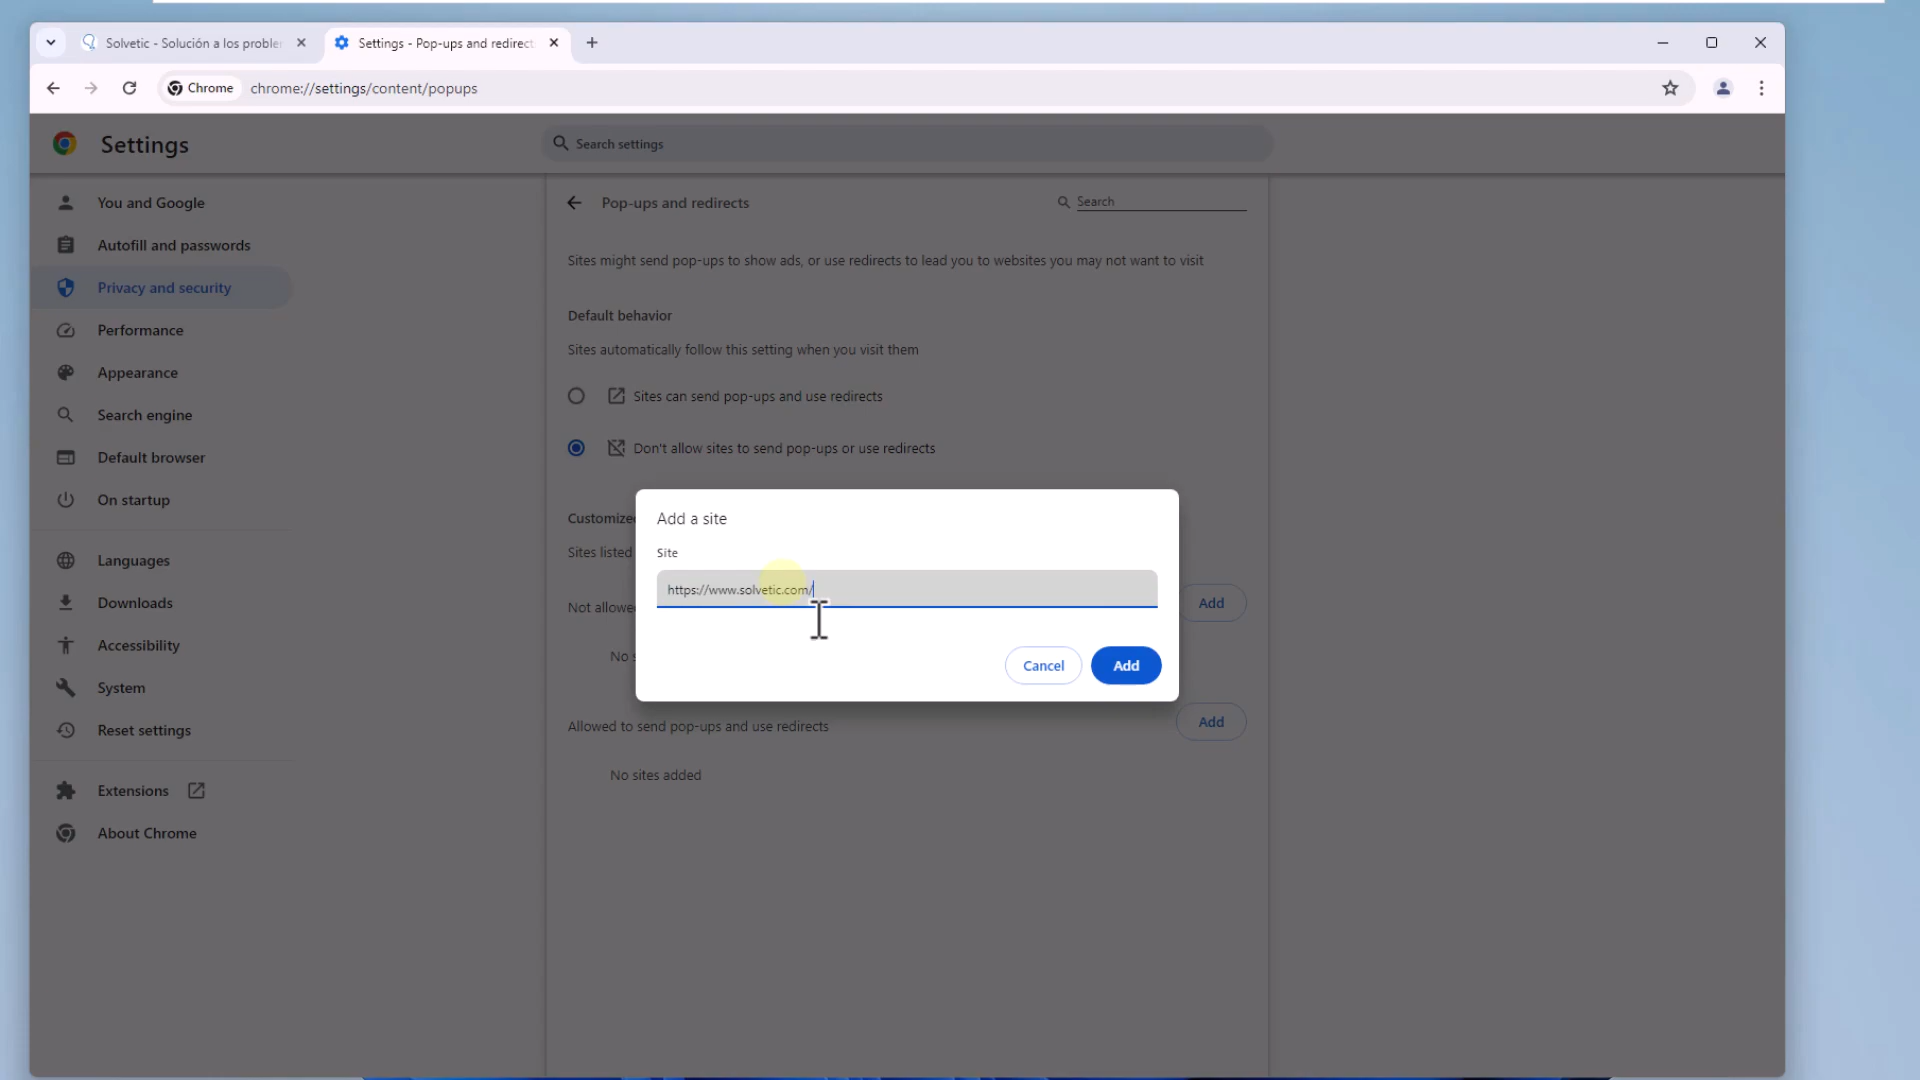 Solvetic - Solución a los proble
Settings - Pop-ups and redirect
Chrome
chrome://settings/content/popups
Settings
Search settings
You and Google
Autofill and passwords
Privacy and security
Performance
Appearance
Search engine
Default browser
On startup
Languages
Downloads
Accessibility
System
Reset settings
Extensions
About Chrome
Pop-ups and redirects
Search
Sites might send pop-ups to show ads, or use redirects to lead you to websites you may not want to visit
Default behavior
Sites automatically follow this setting when you visit them
Sites can send pop-ups and use redirects
Don't allow sites to send pop-ups or use redirects
Customized
Sites listed
Not allowe
Add
No s
Add a site
Site
https://www.solvetic.com/
Cancel
Add
Allowed to send pop-ups and use redirects
Add
No sites added